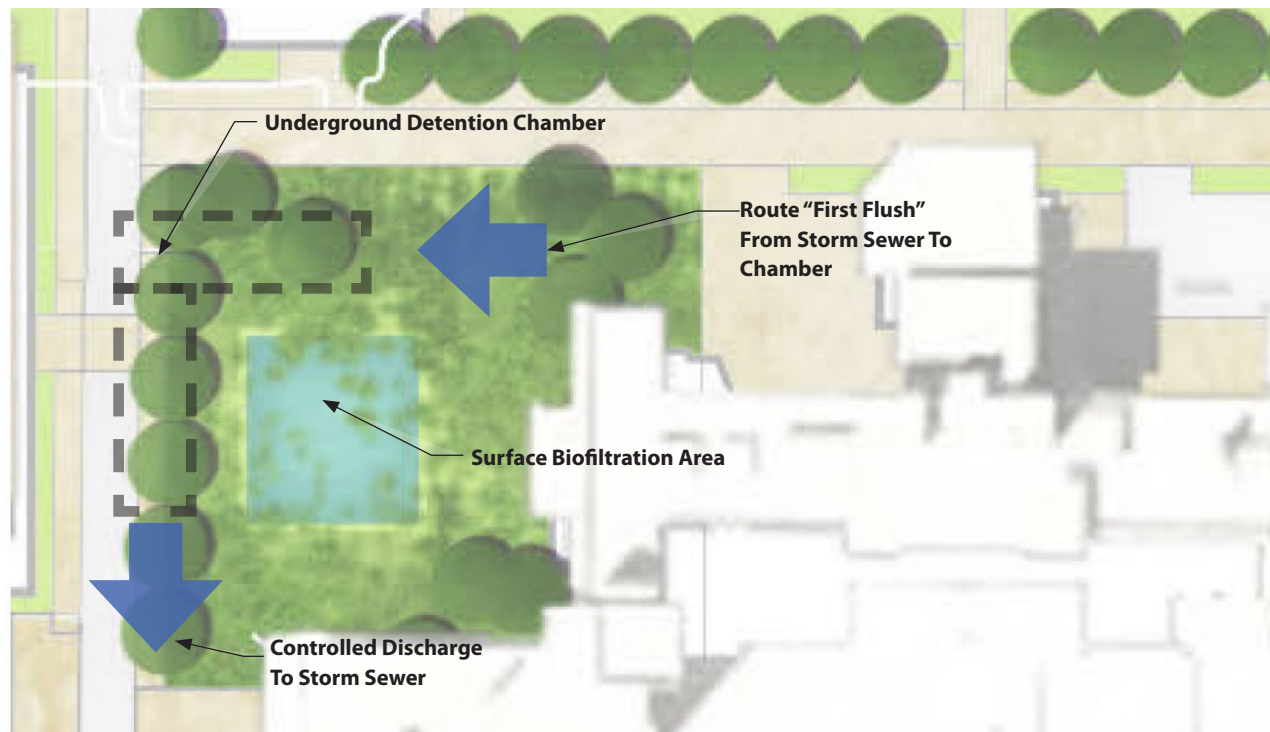 Underground Detention Chamber
Route “First Flush”
From Storm Sewer To
Chamber
Surface Biofiltration Area
Controlled Discharge
To Storm Sewer